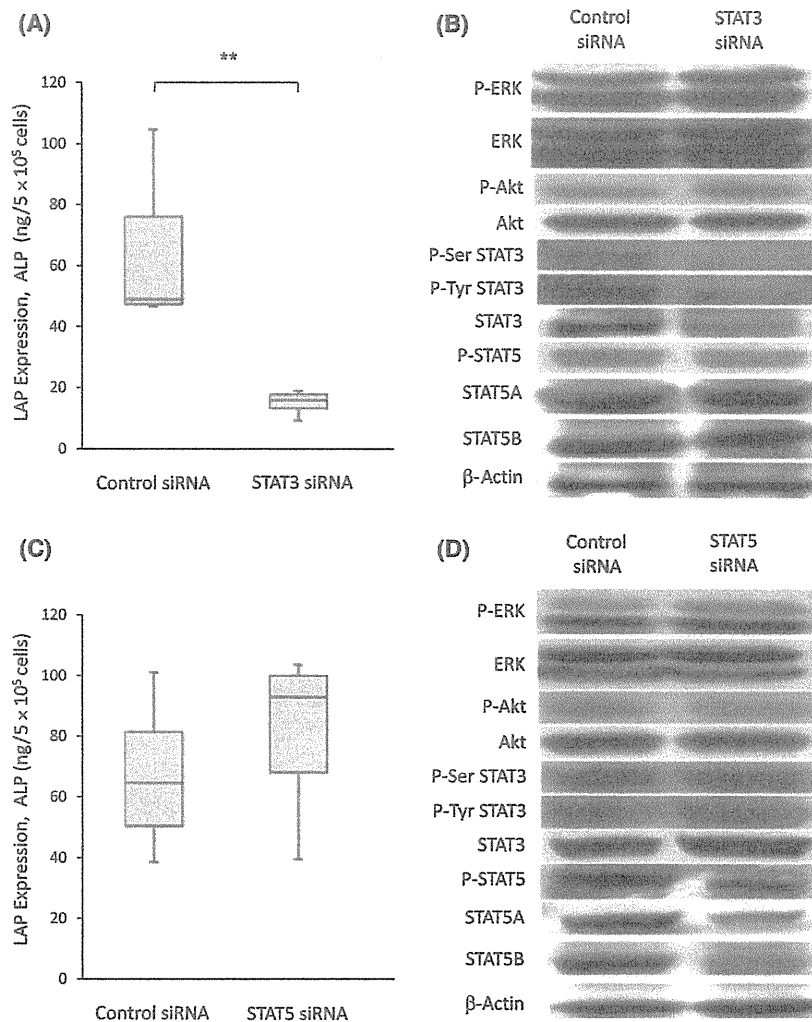 (A)
**
120
100
80
60
40
20
0
LAP Expression, ALP (ng/5 × 10⁵ cells)
Control siRNA
STAT3 siRNA
(B)
Control
siRNA
STAT3
siRNA
P-ERK
ERK
P-Akt
Akt
P-Ser STAT3
P-Tyr STAT3
STAT3
P-STAT5
STAT5A
STAT5B
β-Actin
(C)
120
100
80
60
40
20
0
LAP Expression, ALP (ng/5 × 10⁵ cells)
Control siRNA
STAT5 siRNA
(D)
Control
siRNA
STAT5
siRNA
P-ERK
ERK
P-Akt
Akt
P-Ser STAT3
P-Tyr STAT3
STAT3
P-STAT5
STAT5A
STAT5B
β-Actin